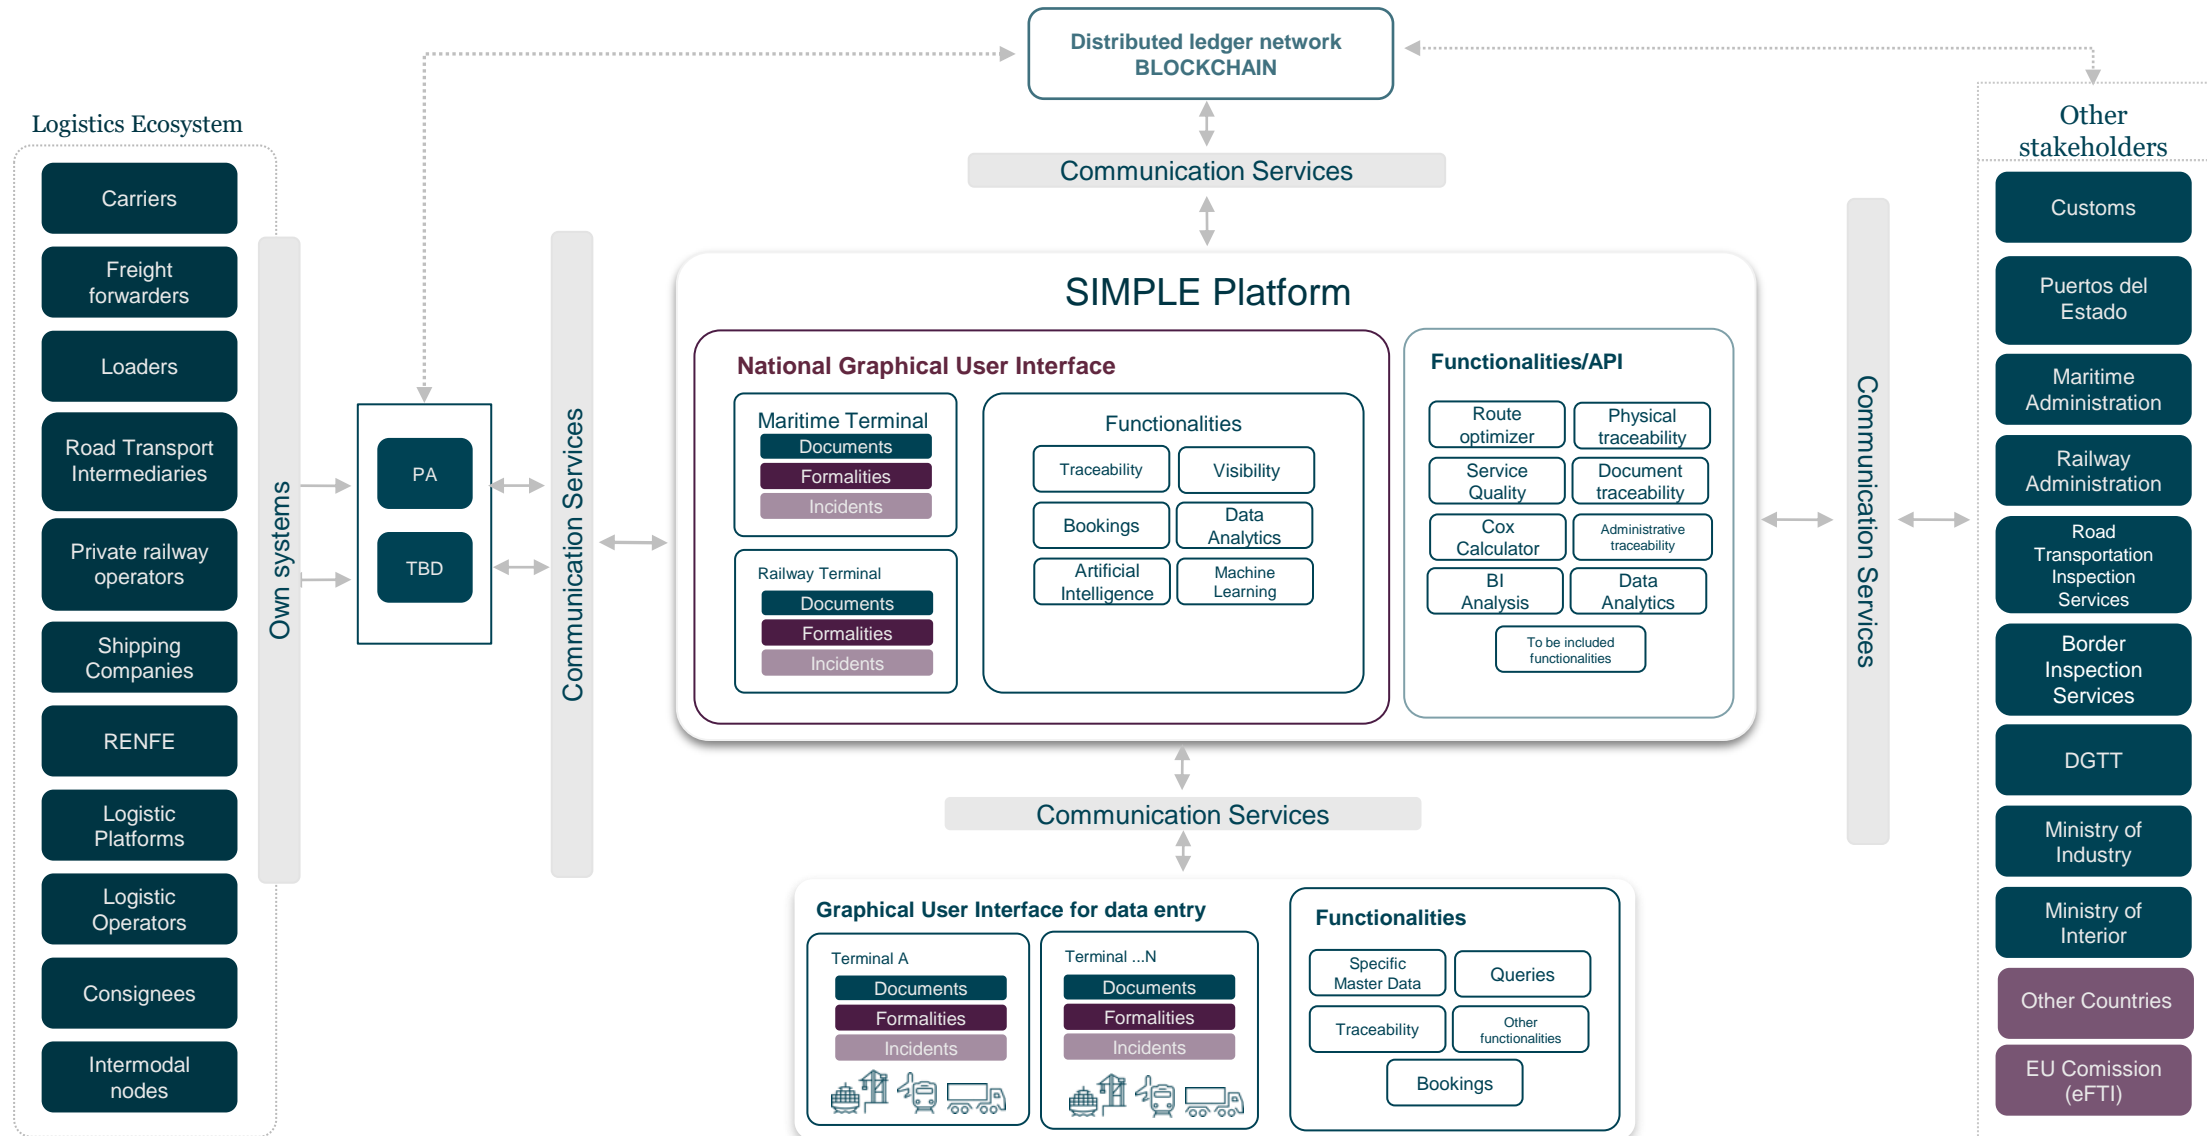 Distributed ledger network
BLOCKCHAIN
Communication Services
Logistics Ecosystem
Carriers
Freight
forwarders
Loaders
Road Transport
Intermediaries
Private railway
operators
Shipping
Companies
RENFE
Logistic
Platforms
Logistic
Operators
Consignees
Intermodal
nodes
Own systems
PA
TBD
Communication Services
SIMPLE Platform
National Graphical User Interface
Maritime Terminal
Documents
Formalities
Incidents
Railway Terminal
Documents
Formalities
Incidents
Functionalities
Traceability
Visibility
Bookings
Data
Analytics
Artificial
Intelligence
Machine
Learning
Functionalities/API
Route
optimizer
Physical
traceability
Service
Quality
Document
traceability
Cox
Calculator
Administrative
traceability
BI
Analysis
Data
Analytics
To be included
functionalities
Communication Services
Graphical User Interface for data entry
Terminal A
Documents
Formalities
Incidents
Terminal ...N
Documents
Formalities
Incidents
Functionalities
Specific
Master Data
Queries
Traceability
Other
functionalities
Bookings
Communication Services
Other
stakeholders
Customs
Puertos del
Estado
Maritime
Administration
Railway
Administration
Road
Transportation
Inspection
Services
Border
Inspection
Services
DGTT
Ministry of
Industry
Ministry of
Interior
Other Countries
EU Comission
(eFTI)